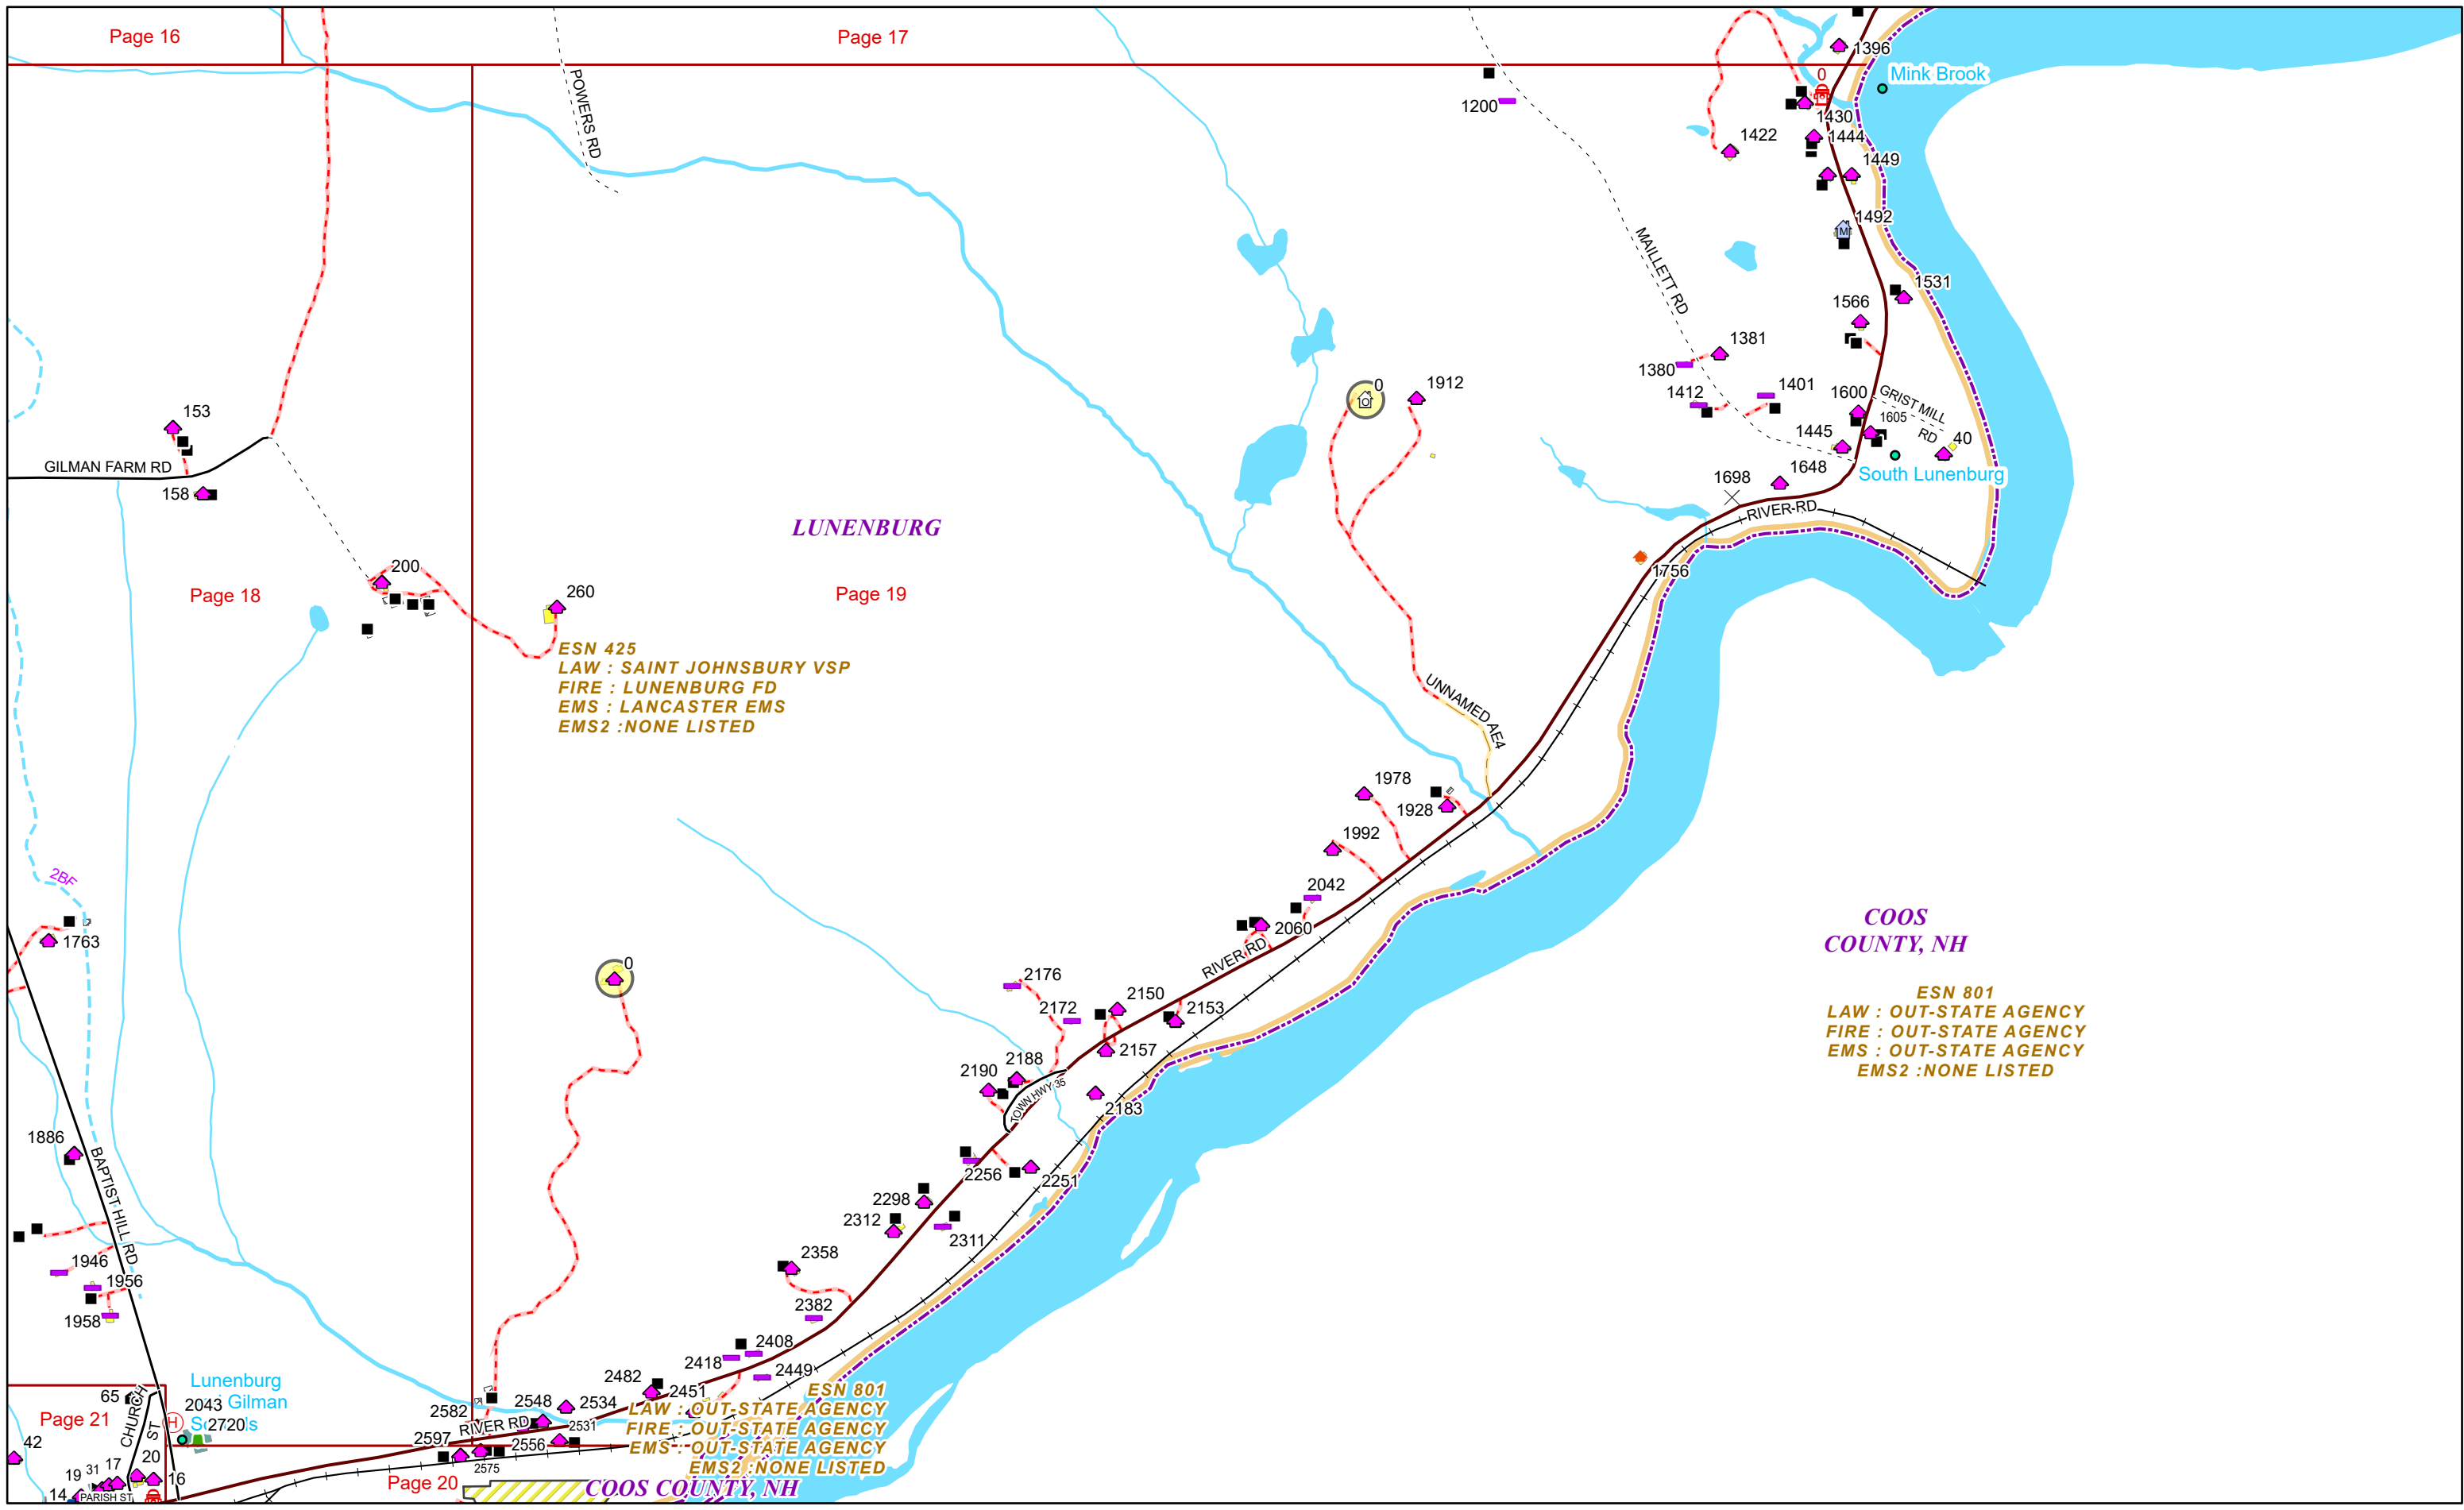 Page 16
Page 17
POWERS RD
1396
0
Mink Brook
1200
1430
1422
1444
1449
1492
M
MAILLETT RD
1531
1566
1381
1380
1401
1412
1600
GRIST MILL
RD
1605
1445
40
South Lunenburg
0
1912
153
GILMAN FARM RD
158
1648
1698
RIVER RD
LUNENBURG
1756
200
260
Page 18
Page 19
ESN 425
LAW : SAINT JOHNSBURY VSP
FIRE : LUNENBURG FD
EMS : LANCASTER EMS
EMS2 :NONE LISTED
UNNAMED AE4
1978
1928
1992
2BF
2042
2060
RIVER RD
COOS
COUNTY, NH
1763
0
2176
2172
2150
2153
2157
ESN 801
LAW : OUT-STATE AGENCY
FIRE : OUT-STATE AGENCY
EMS : OUT-STATE AGENCY
EMS2 :NONE LISTED
2188
2190
TOWN HWY 35
2183
1886
BAPTIST HILL RD
2256
2251
2298
2312
2311
1946
1956
1958
2358
2382
2408
2418
2449
2482
2451
Lunenburg
Gilman
65
CHURCH
ST
2043
H
2720
Page 21
2582
2548
2534
RIVER RD
2531
2597
2556
2575
ESN 801
LAW : OUT-STATE AGENCY
FIRE : OUT-STATE AGENCY
EMS : OUT-STATE AGENCY
EMS2 :NONE LISTED
42
19
31
17
20
16
14
PARISH ST
Page 20
COOS COUNTY, NH